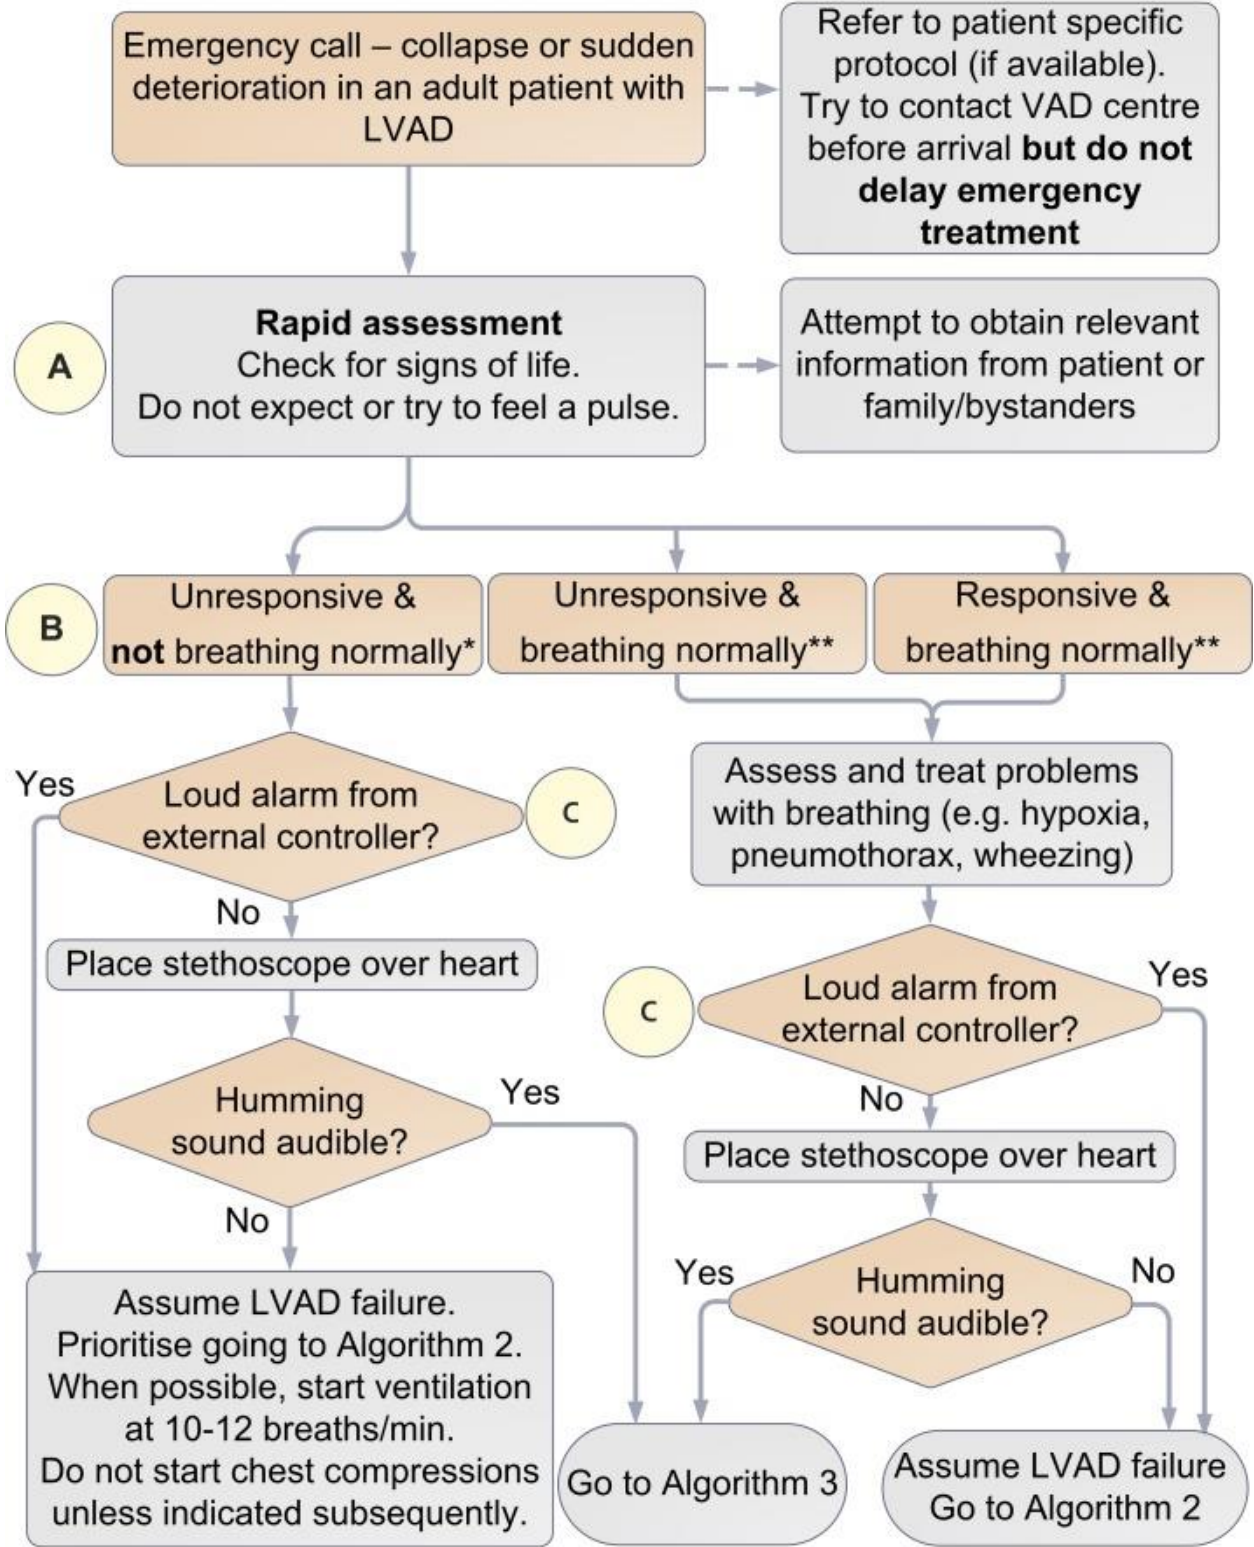 Emergency call – collapse or sudden
deterioration in an adult patient with
LVAD
Refer to patient specific
protocol (if available).
Try to contact VAD centre
before arrival but do not
delay emergency
treatment
A
Rapid assessment
Check for signs of life.
Do not expect or try to feel a pulse.
Attempt to obtain relevant
information from patient or
family/bystanders
B
Unresponsive &
not breathing normally*
Unresponsive &
breathing normally**
Responsive &
breathing normally**
Yes
Loud alarm from
external controller?
C
No
Place stethoscope over heart
Humming
sound audible?
Yes
No
Assume LVAD failure.
Prioritise going to Algorithm 2.
When possible, start ventilation
at 10-12 breaths/min.
Do not start chest compressions
unless indicated subsequently.
Assess and treat problems
with breathing (e.g. hypoxia,
pneumothorax, wheezing)
C
Loud alarm from
external controller?
Yes
No
Place stethoscope over heart
Yes
Humming
sound audible?
No
Go to Algorithm 3
Assume LVAD failure
Go to Algorithm 2